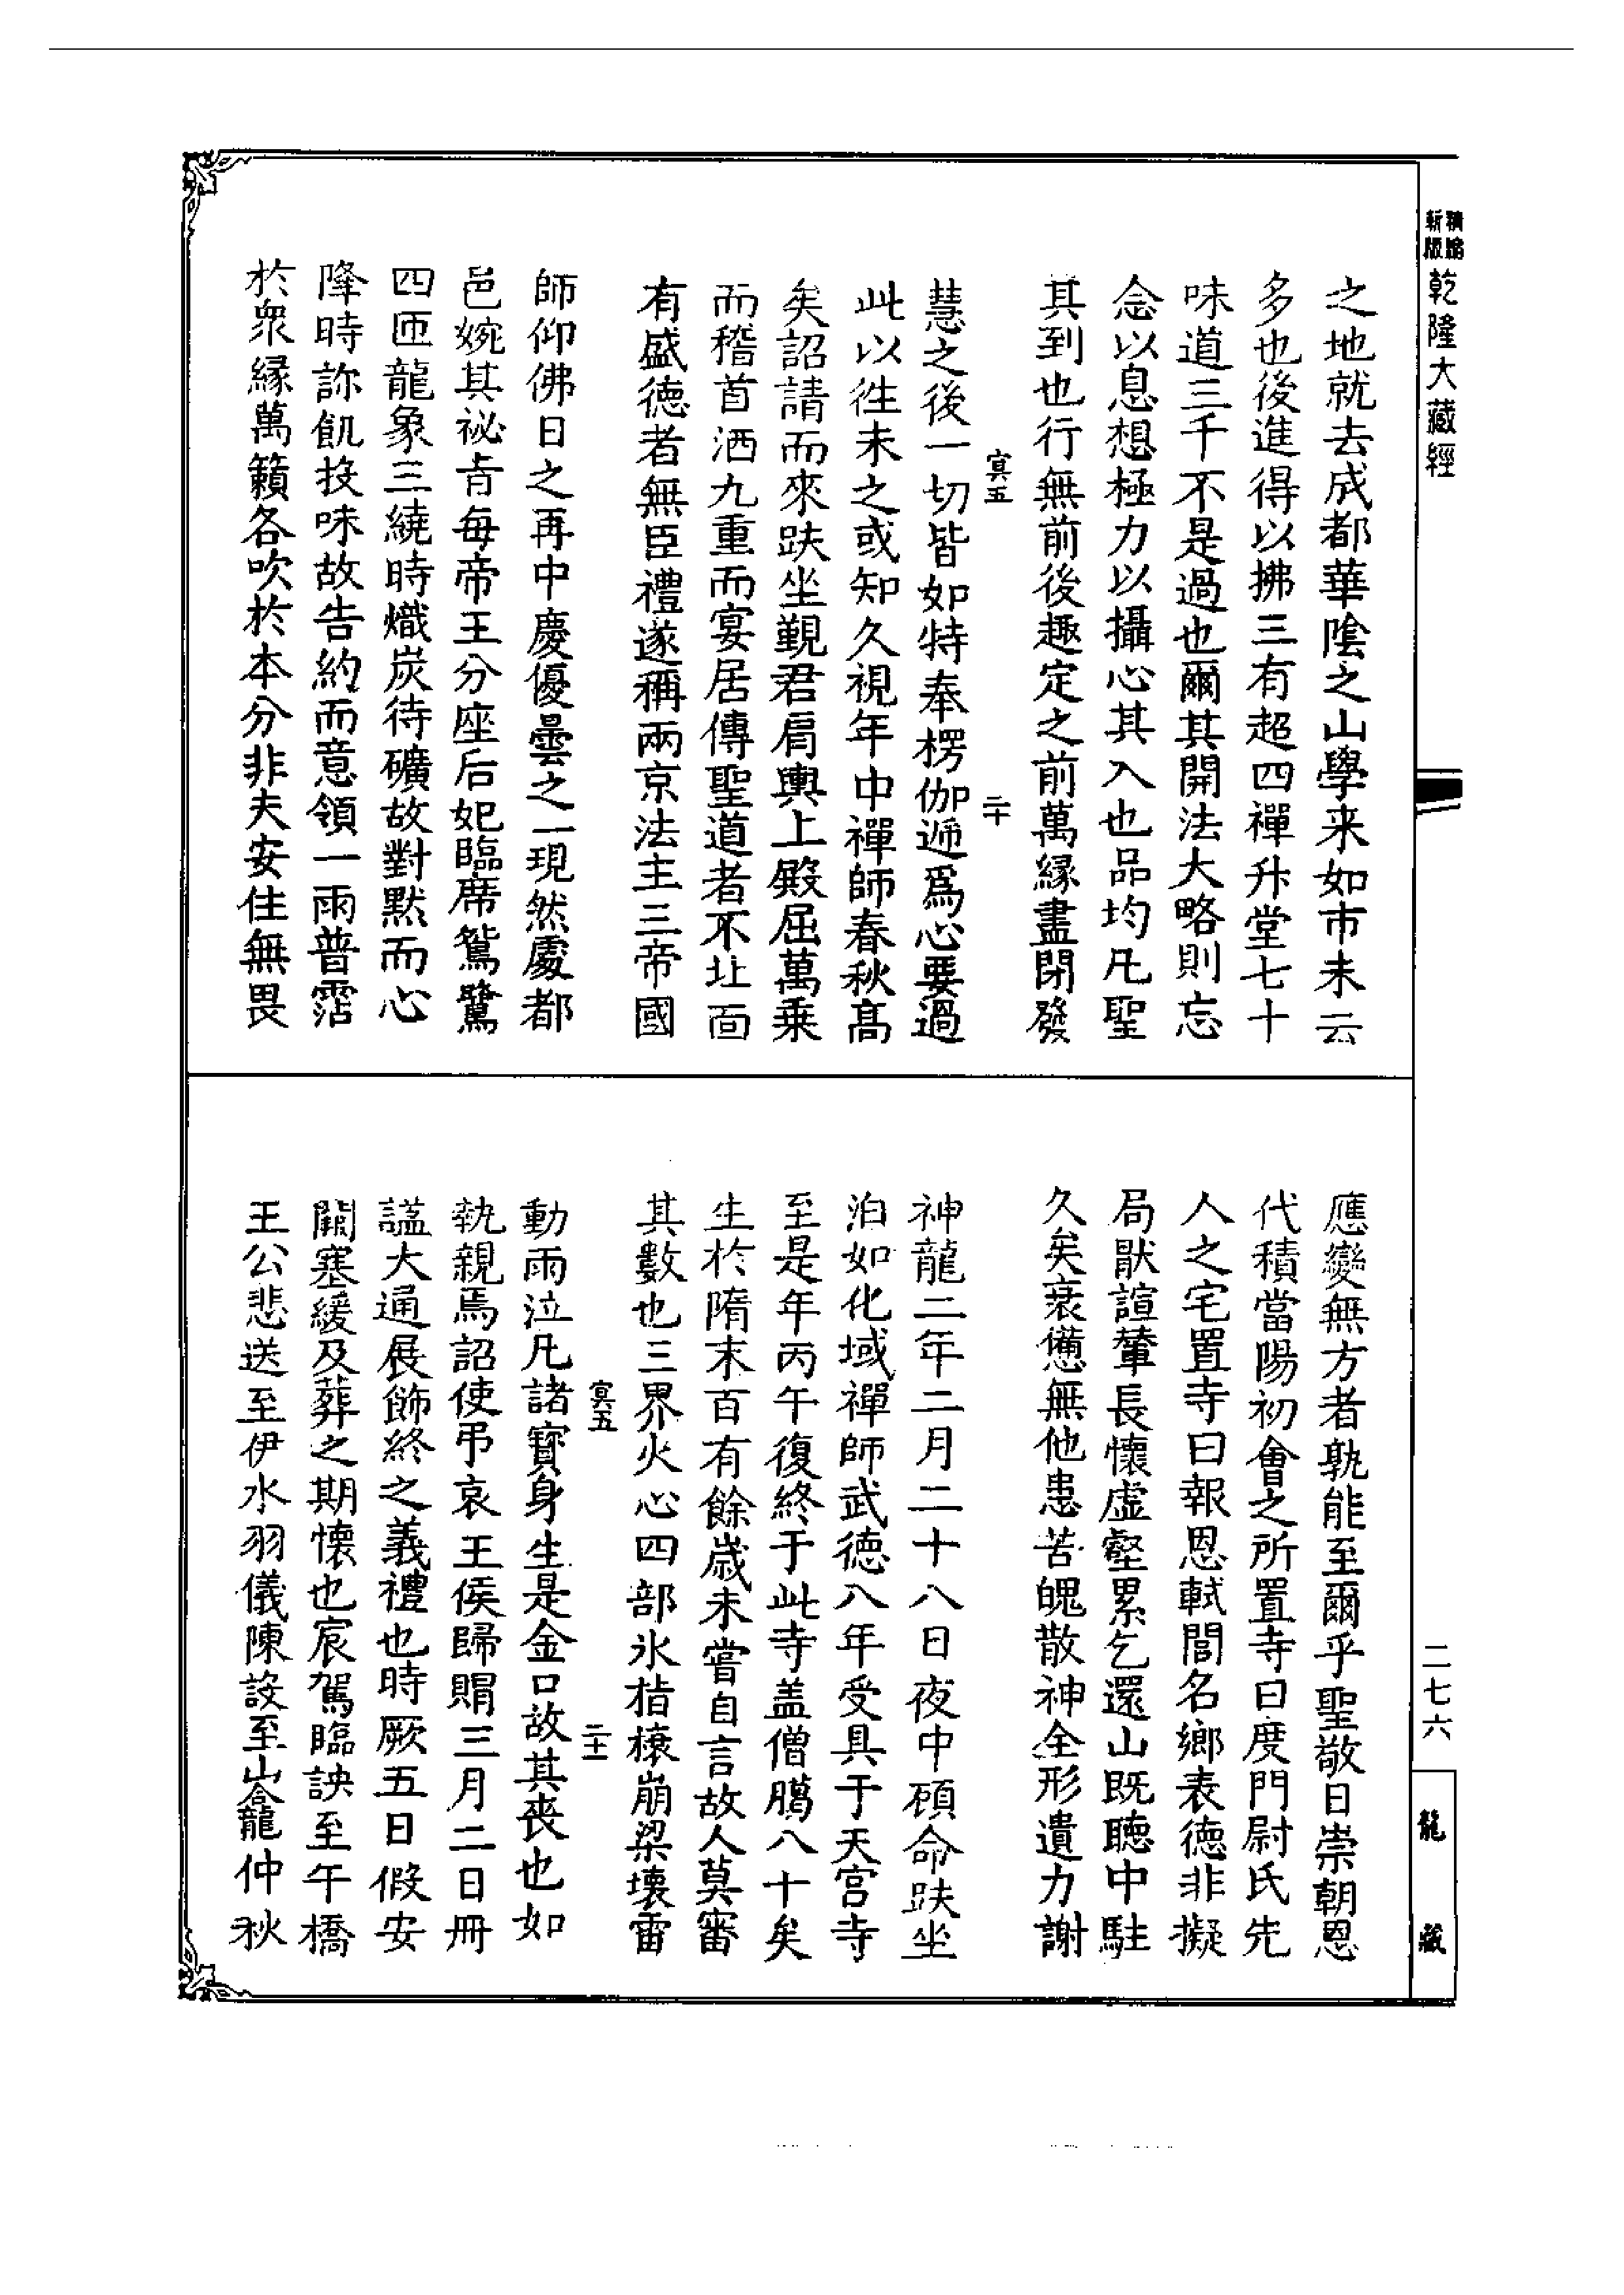 精縮
新版
乾隆大藏經
之地就去成都華陰之山學来如市未云
多也後進得以拂三有超四禪升堂七十
味道三千不是過也爾其開法大略則忘
念以息想極力以攝心其入也品均凡聖
其到也行無前後趣定之前萬緣盡閉發
冥五
二十
慧之後一切皆如特奉楞伽遞爲心要過
此以徃未之或知久視年中禪師春秋高
矣詔請而來趺坐覲君肩輿上殿屈萬乗
而稽首洒九重而宴居傳聖道者不北面
有盛德者無臣禮遂稱兩京法主三帝國
師仰佛日之再中慶優曇之一現然處都
邑婉其祕旨每帝王分座后妃臨席鴛鷺
四匝龍象三繞時熾炭待礦故對默而心
降時診飢投味故告約而意領一雨普霑
於衆緣萬籟各吹於本分非夫安住無畏
應變無方者孰能至爾乎聖敬日崇朝恩
代積當陽初會之所置寺曰度門尉氏先
人之宅置寺曰報恩軾閭名鄉表德非擬
局猒諠輦長懷虛壑累乞還山既聽中駐
久矣衰憊無他患苦魄散神全形遺力謝
神龍二年二月二十八日夜中顧命趺坐
泊如化域禪師武德八年受具于天宮寺
至是年丙午復終于此寺盖僧臈八十矣
生於隋末百有餘歲未嘗自言故人莫審
其數也三界火心四部氷指榱崩梁壞雷
動雨泣凡諸寳身生是金口故其喪也如
冥五
二十一
執親焉詔使弔哀王侯歸賵三月二日冊
諡大通展飾終之義禮也時厥五日假安
闕塞緩及葬之期懷也宸駕臨訣至午橋
王公悲送至伊水羽儀陳設至山龕仲秋
二七六
龍藏